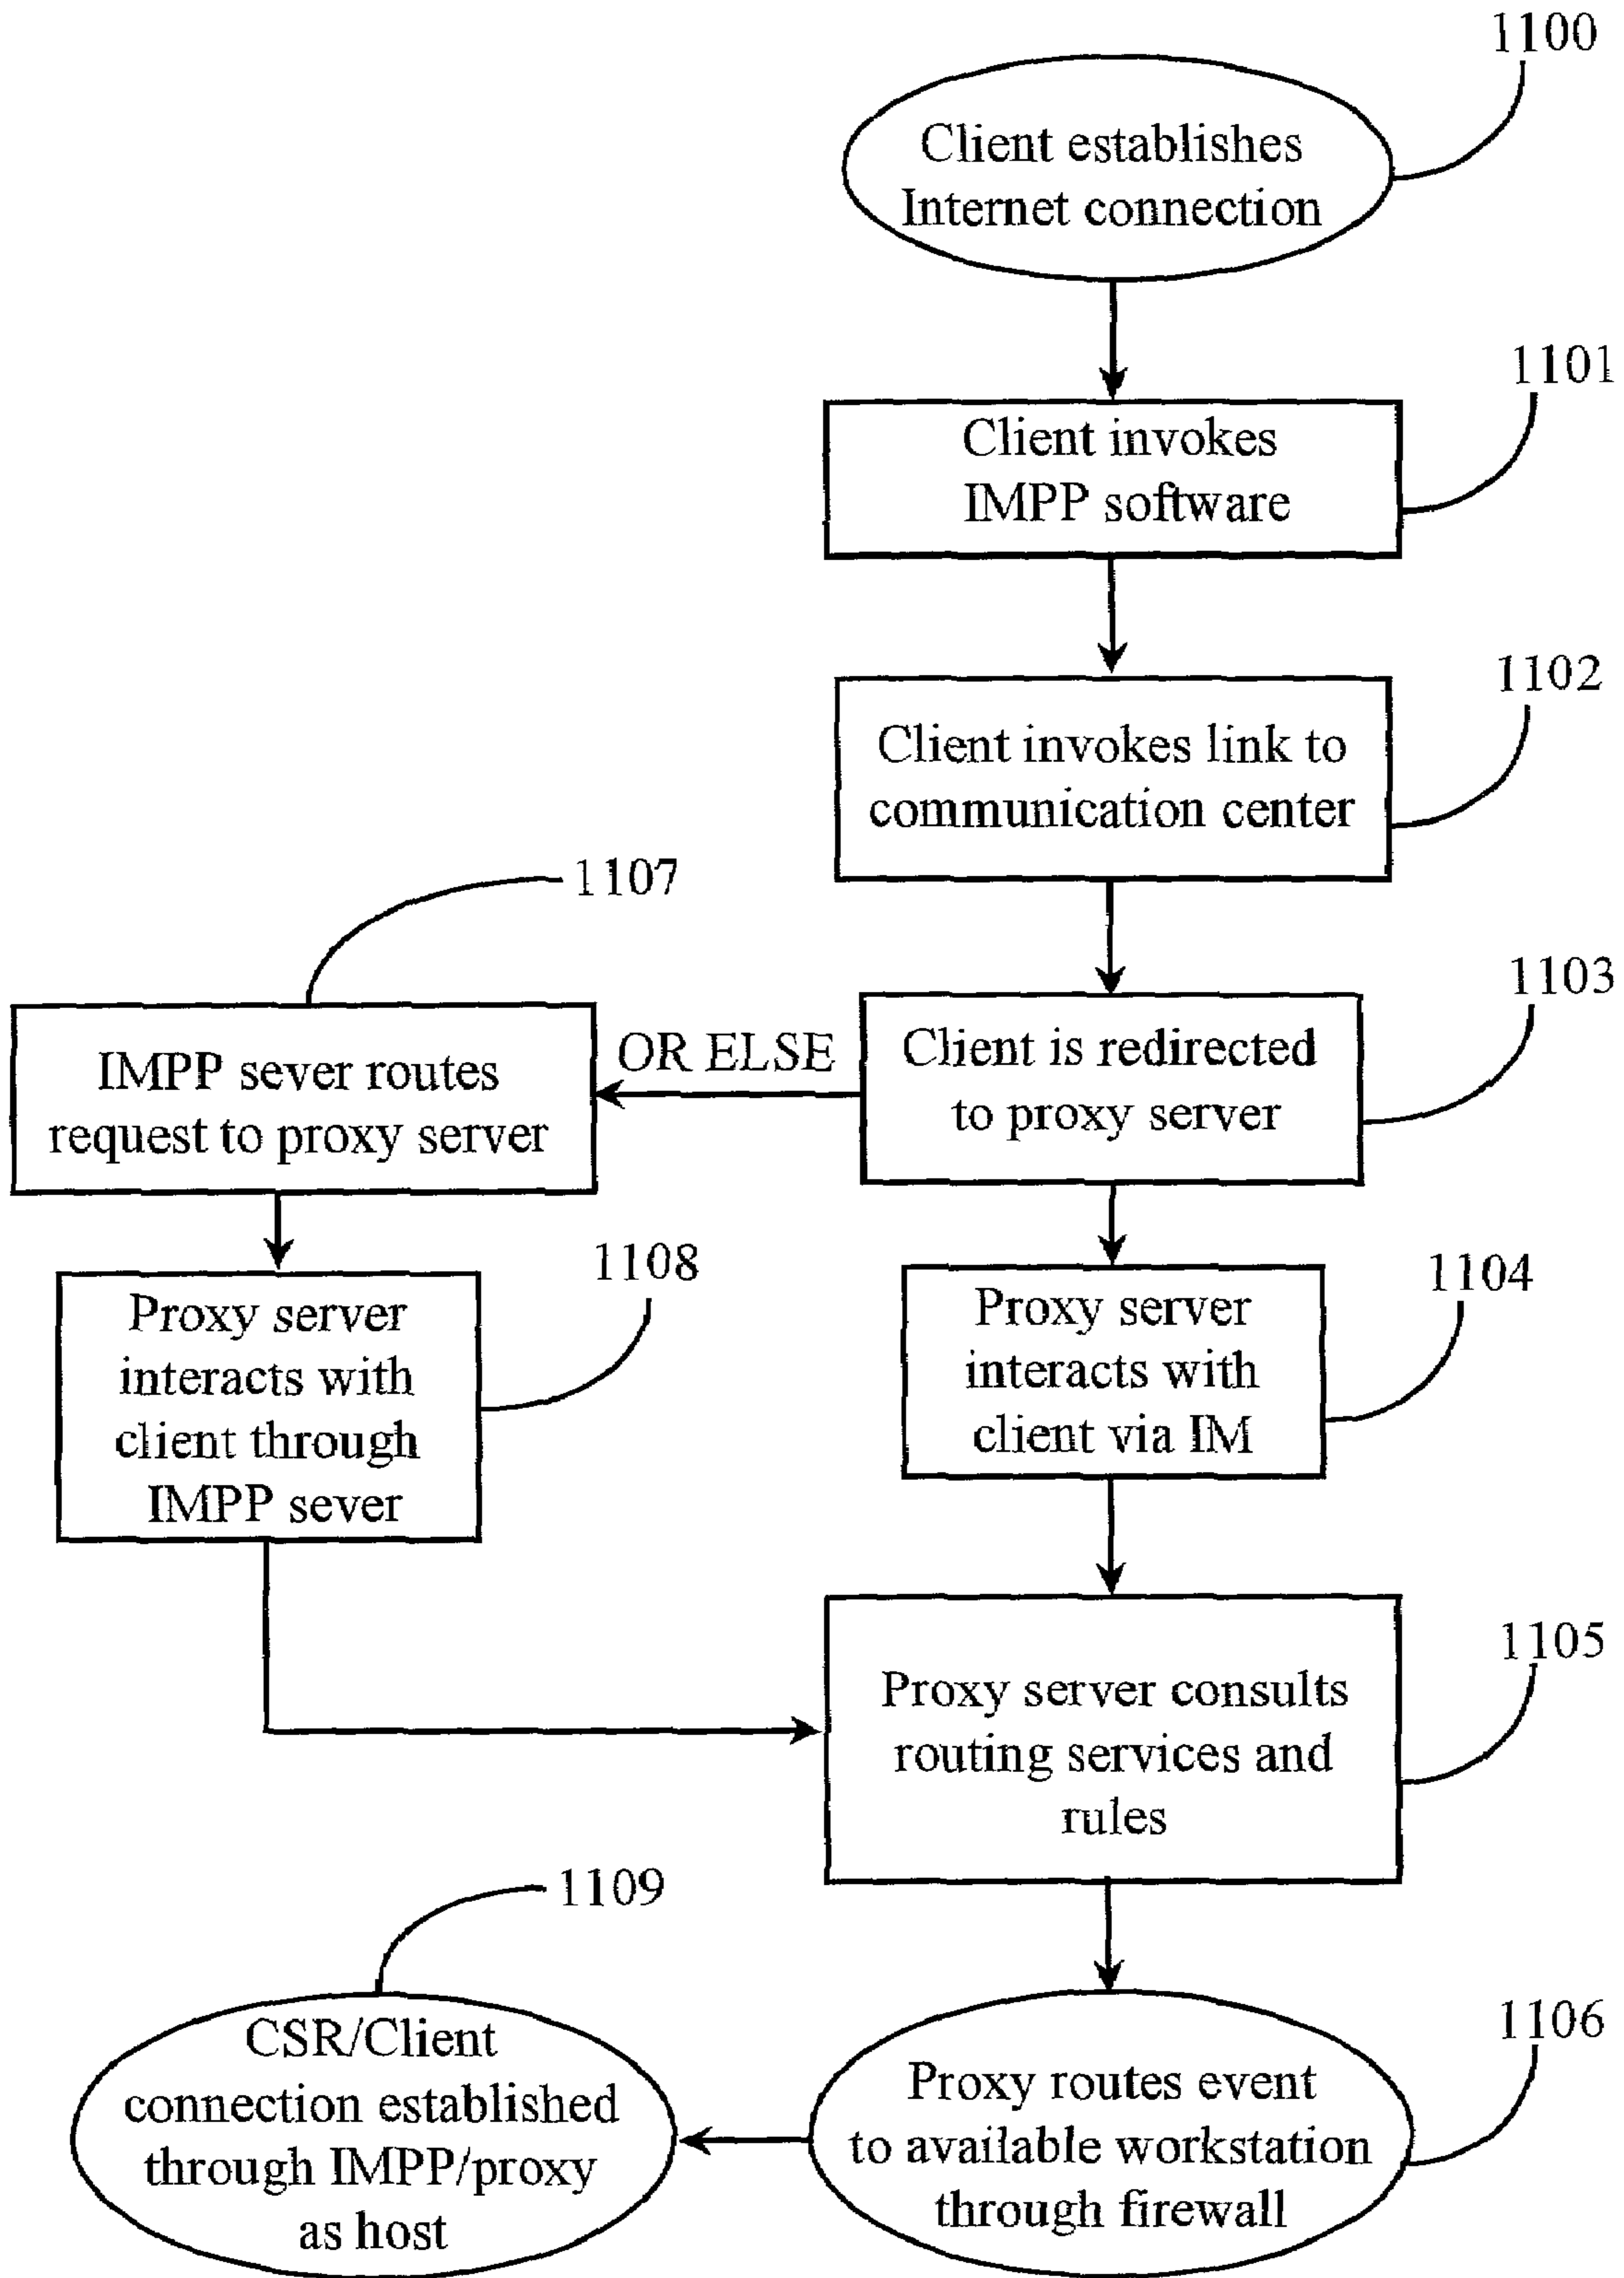 1100
Client establishes
Internet connection
1101
Client invokes
IMPP software
1102
Client invokes link to
communication center
1103
Client is redirected
to proxy server
OR ELSE
1107
IMPP sever routes
request to proxy server
1108
Proxy server
interacts with
client through
IMPP sever
1104
Proxy server
interacts with
client via IM
1105
Proxy server consults
routing services and
rules
1106
Proxy routes event
to available workstation
through firewall
1109
CSR/Client
connection established
through IMPP/proxy
as host